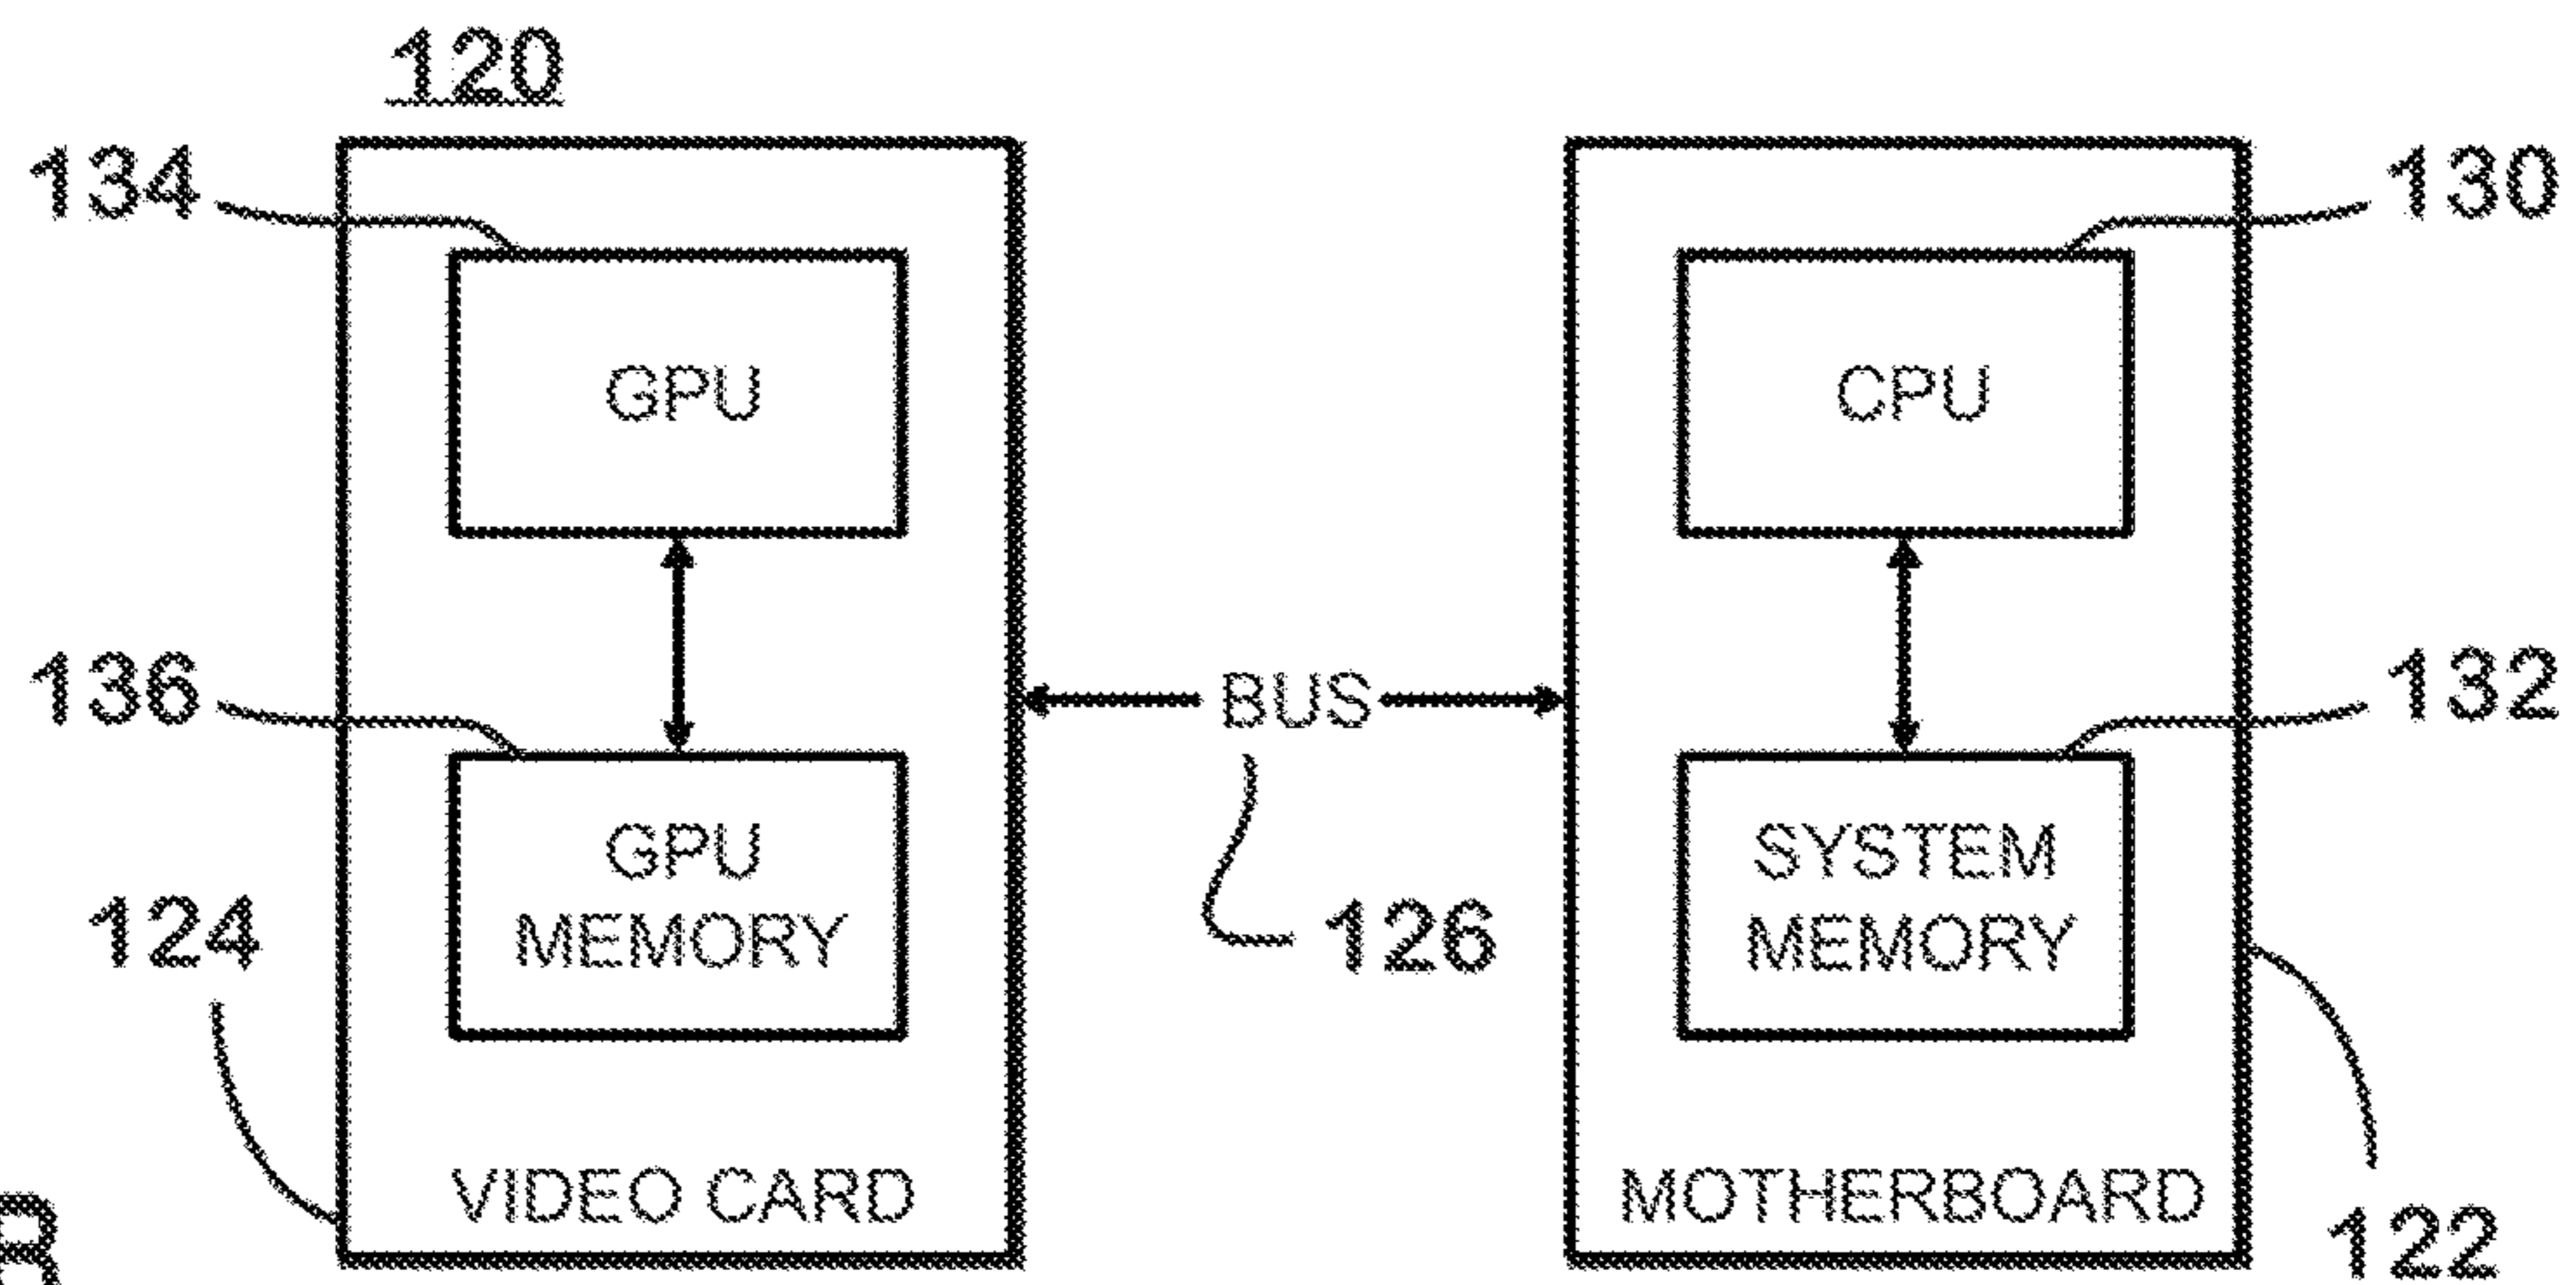 120
134
130
GPU
CPU
136
132
BUS
GPU
MEMORY
SYSTEM
MEMORY
124
126
VIDEO CARD
MOTHERBOARD
122